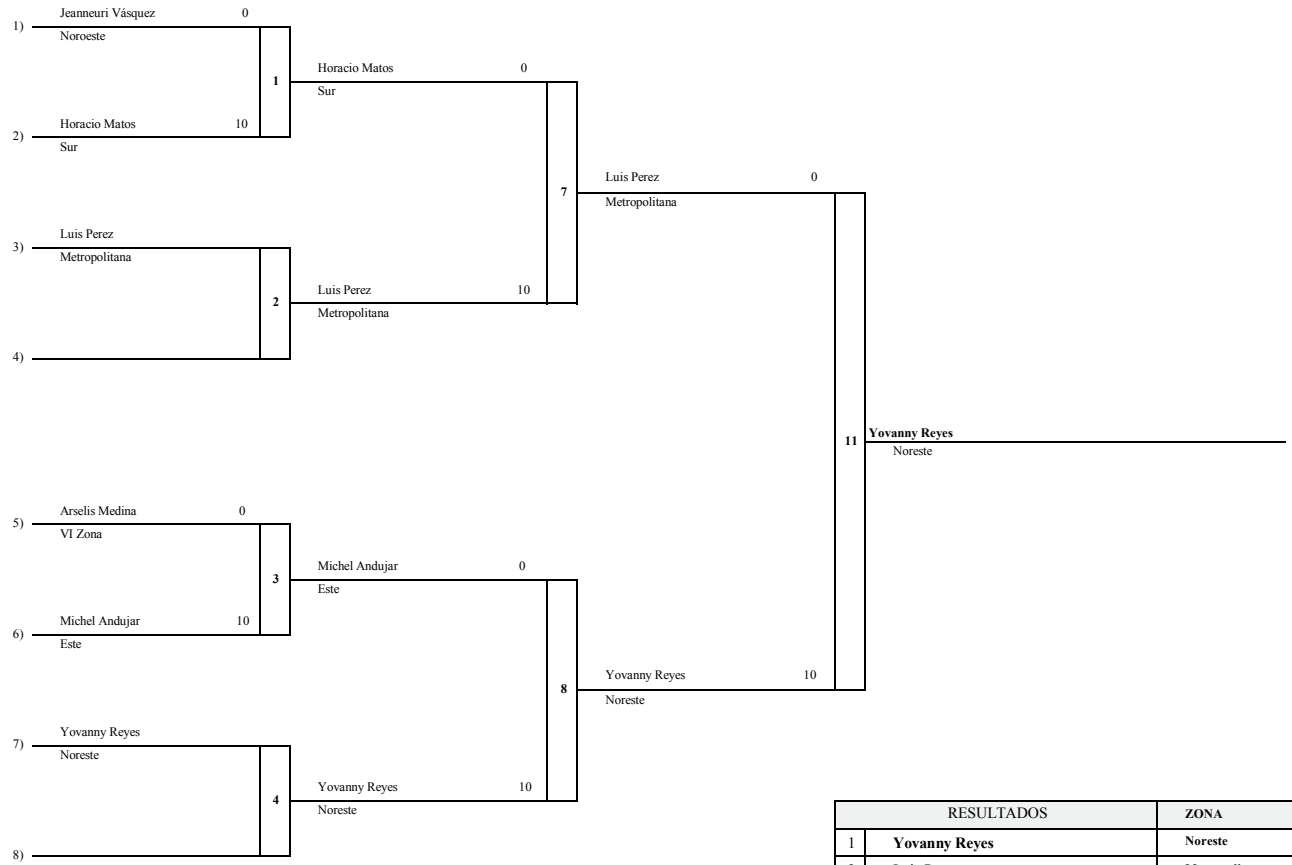 Jeanneuri Vásquez 0
1)
Noroeste
1
Horacio Matos 0
Sur
Horacio Matos 10
2)
Sur
7
Luis Perez 0
Metropolitana
Luis Perez
3)
Metropolitana
2
Luis Perez 10
Metropolitana
4)
11
Yovanny Reyes
Noreste
Arselis Medina 0
5)
VI Zona
3
Michel Andujar 0
Este
Michel Andujar 10
6)
Este
8
Yovanny Reyes 10
Noreste
Yovanny Reyes
7)
Noreste
4
Yovanny Reyes 10
Noreste
8)
RESULTADOS ZONA
1 Yovanny Reyes Noreste